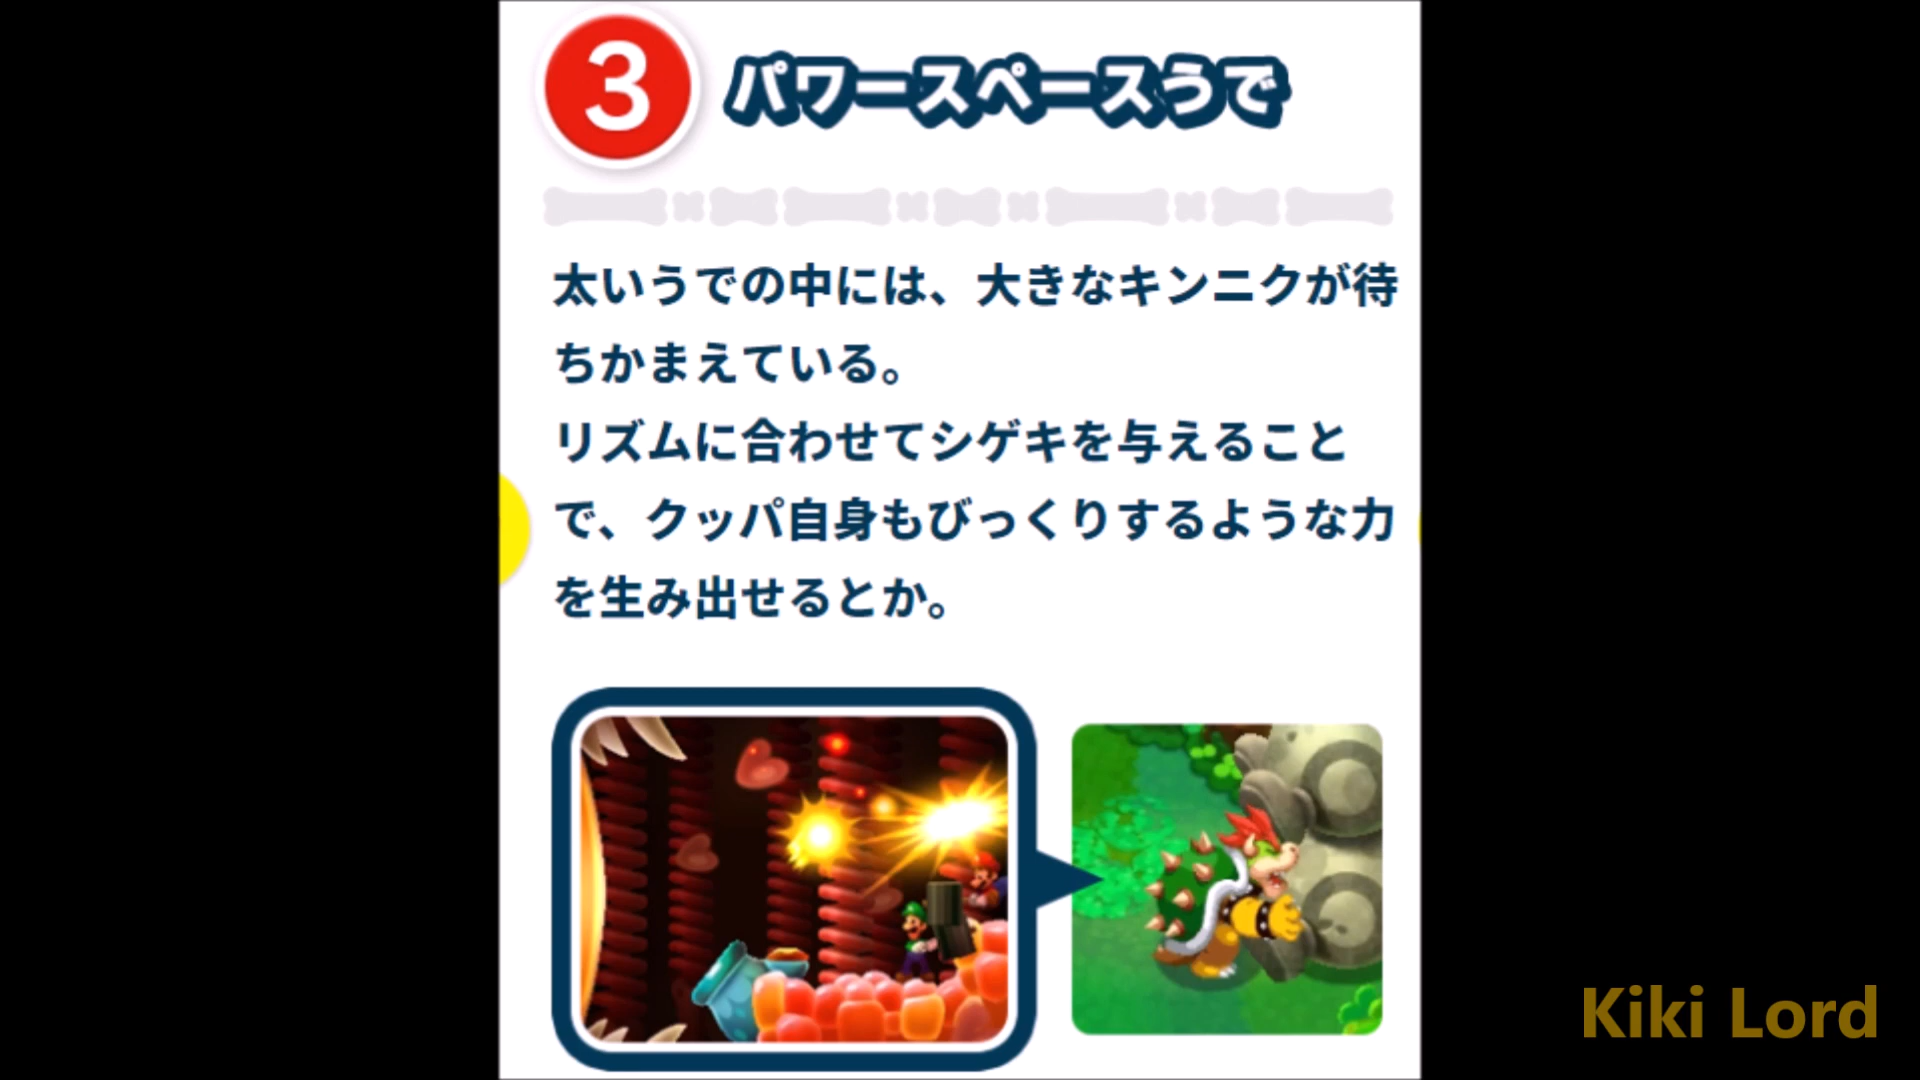 3 パワースペースうで
太いうでの中には、大きなキンニクが待
ちかまえている。
リズムに合わせてシゲキを与えること
で、クッパ自身もびっくりするような力
を生み出せるとか。
Kiki Lord